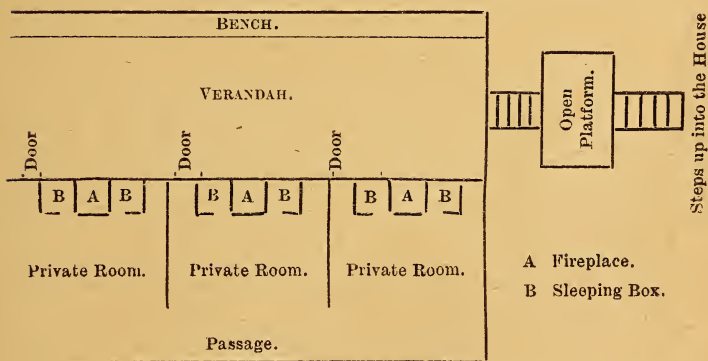 BENCH.
VERANDAH.
Door
Door
Door
B A B
B A B
B A B
Private Room.
Private Room.
Private Room.
Passage.
Open
Platform.
Steps up into the House
A Fireplace.
B Sleeping Box.